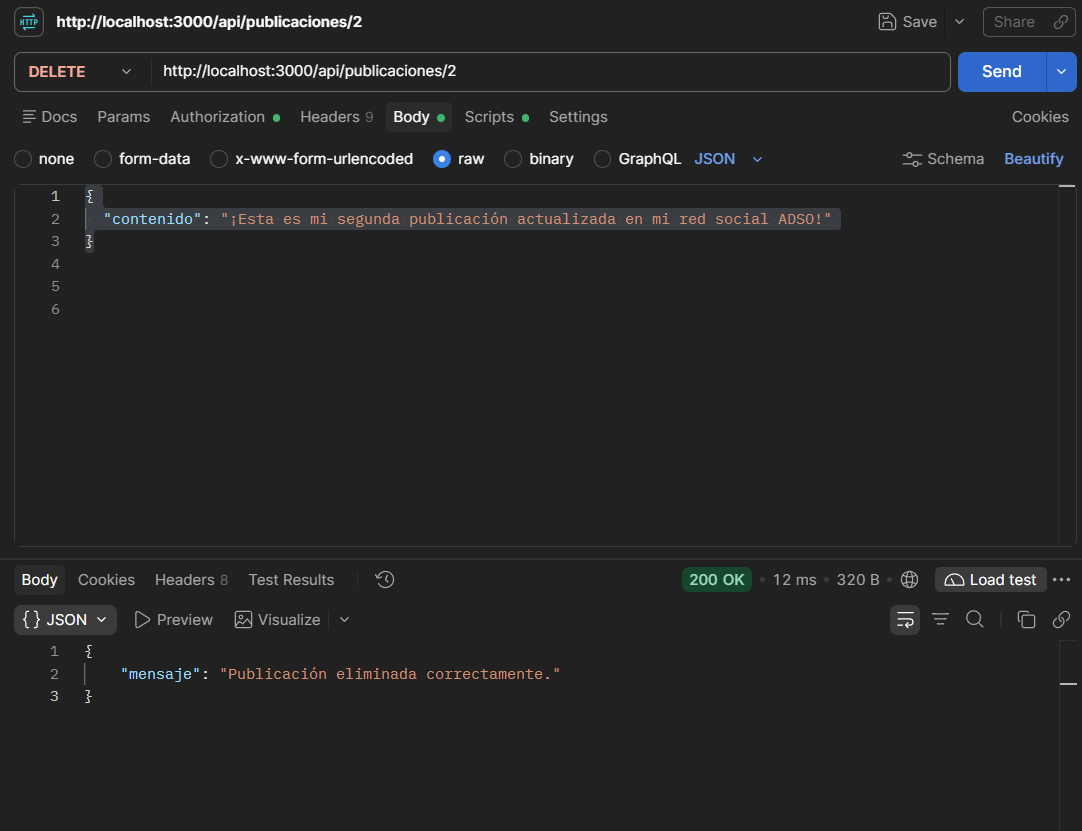 HTTP http://localhost:3000/api/publicaciones/2 Save Share
DELETE http://localhost:3000/api/publicaciones/2 Send
Docs Params Authorization Headers 9 Body Scripts Settings Cookies
none form-data x-www-form-urlencoded raw binary GraphQL JSON Schema Beautify
1 {
2 "contenido": "¡Esta es mi segunda publicación actualizada en mi red social ADSO!"
3 }
4
5
6
Body Cookies Headers 8 Test Results 200 OK • 12 ms • 320 B • Load test
{} JSON Preview Visualize
1 {
2 "mensaje": "Publicación eliminada correctamente."
3 }